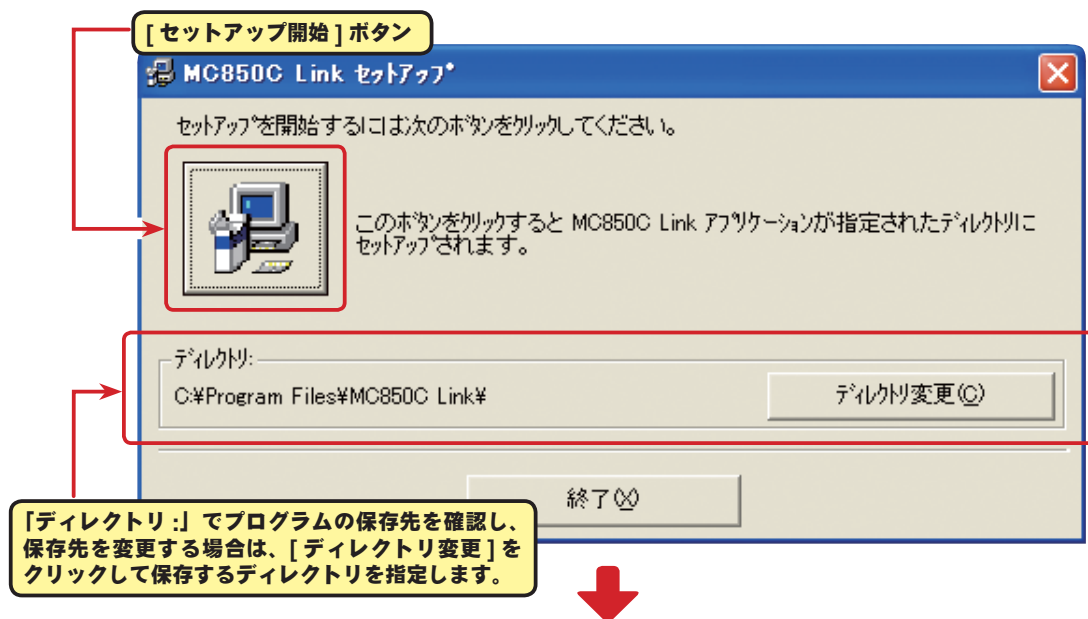 [ セットアップ開始 ] ボタン
MC850C Link セットアップ
セットアップを開始するには次のボタンをクリックしてください。
このボタンをクリックすると MC850C Link アプリケーションが指定されたディレクトリに
セットアップされます。
ディレクトリ:
C:¥Program Files¥MC850C Link¥
ディレクトリ変更(C)
終了(X)
「ディレクトリ :」でプログラムの保存先を確認し、
保存先を変更する場合は、[ ディレクトリ変更 ] を
クリックして保存するディレクトリを指定します。